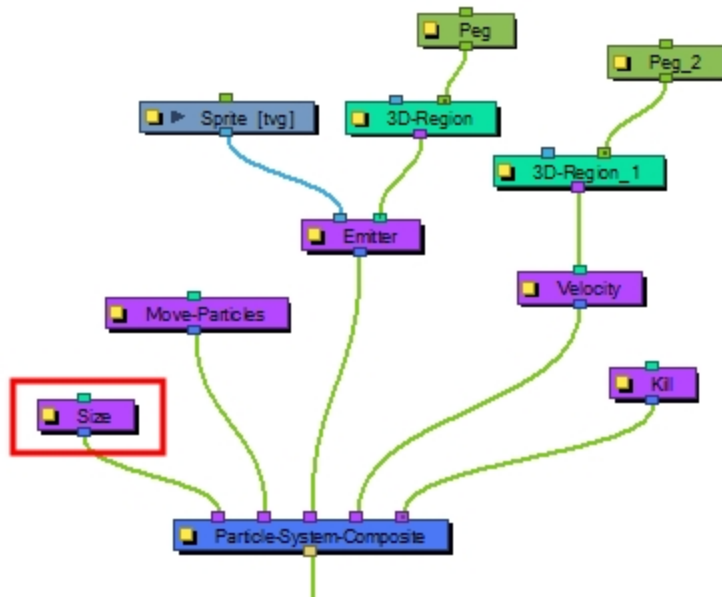 Peg
Peg_2
Sprite [tvg]
3D-Region
3D-Region_1
Emitter
Velocity
Move-Particles
Kill
Size
Particle-System-Composite